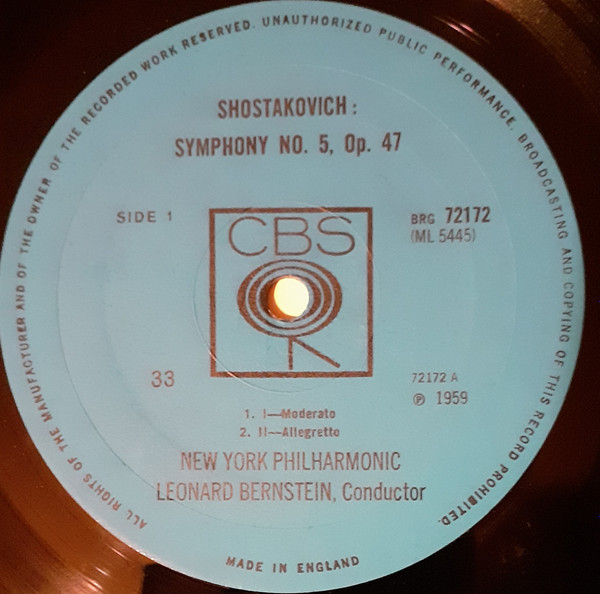 ALL RIGHTS OF THE MANUFACTURER AND OF THE OWNER OF THE RECORDED WORK RESERVED. UNAUTHORIZED PUBLIC PERFORMANCE, BROADCASTING AND COPYING OF THIS RECORD PROHIBITED.
SHOSTAKOVICH:
SYMPHONY NO. 5, Op. 47
SIDE 1
CBS
BRG 72172
(ML 5445)
33
72172 A
℗ 1959
1. I—Moderato
2. II—Allegretto
NEW YORK PHILHARMONIC
LEONARD BERNSTEIN, Conductor
MADE IN ENGLAND